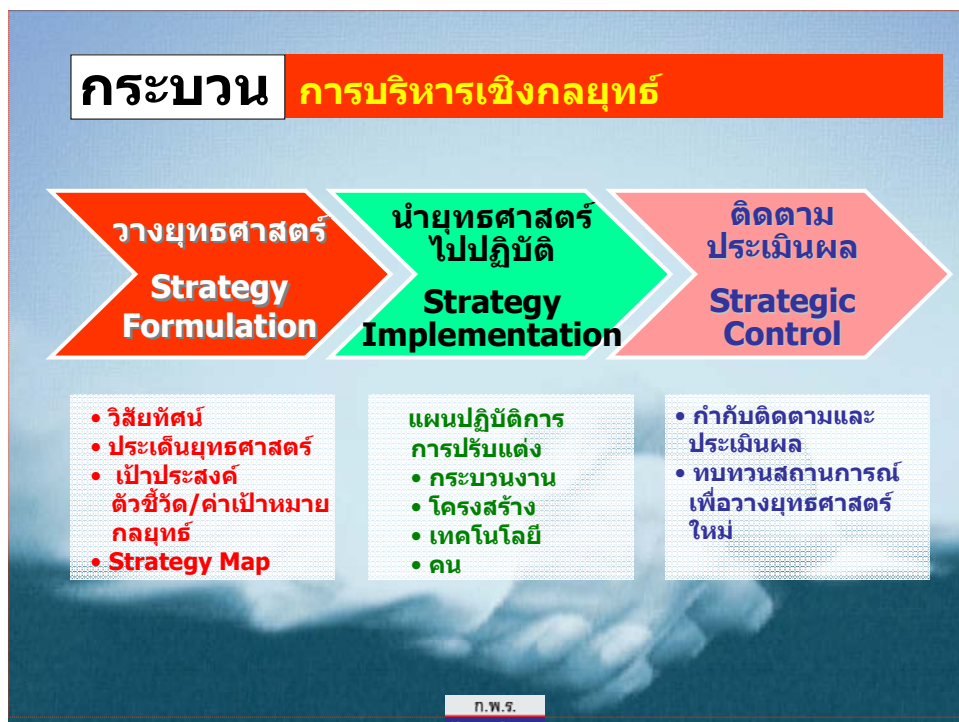 กระบวน การบริหารเชิงกลยุทธ์
วางยุทธศาสตร์
Strategy
Formulation
นำยุทธศาสตร์
ไปปฏิบัติ
Strategy
Implementation
ติดตาม
ประเมินผล
Strategic
Control
• วิสัยทัศน์
• ประเด็นยุทธศาสตร์
• เป้าประสงค์
ตัวชี้วัด/ค่าเป้าหมาย
กลยุทธ์
• Strategy Map
แผนปฏิบัติการ
การปรับแต่ง
• กระบวนงาน
• โครงสร้าง
• เทคโนโลยี
• คน
• กำกับติดตามและ
ประเมินผล
• ทบทวนสถานการณ์
เพื่อวางยุทธศาสตร์
ใหม่
ก.พ.ร.